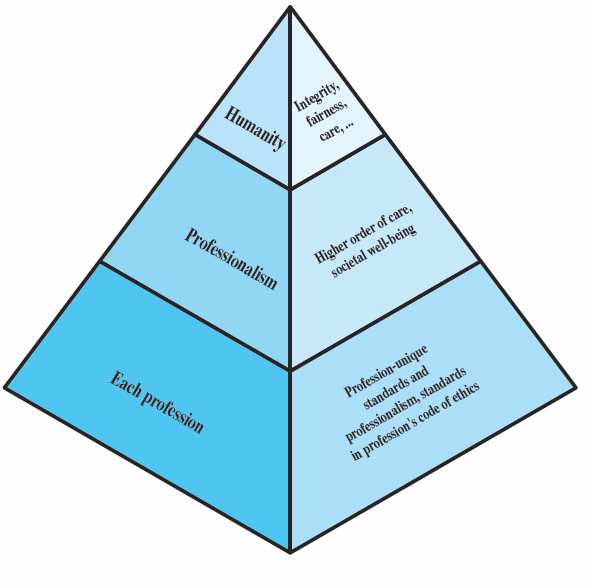 Humanity
Integrity,
fairness,
care, ...
Professionalism
Higher order of care,
societal well-being
Each profession
Profession-unique
standards and
professionalism, standards
in profession's code of ethics